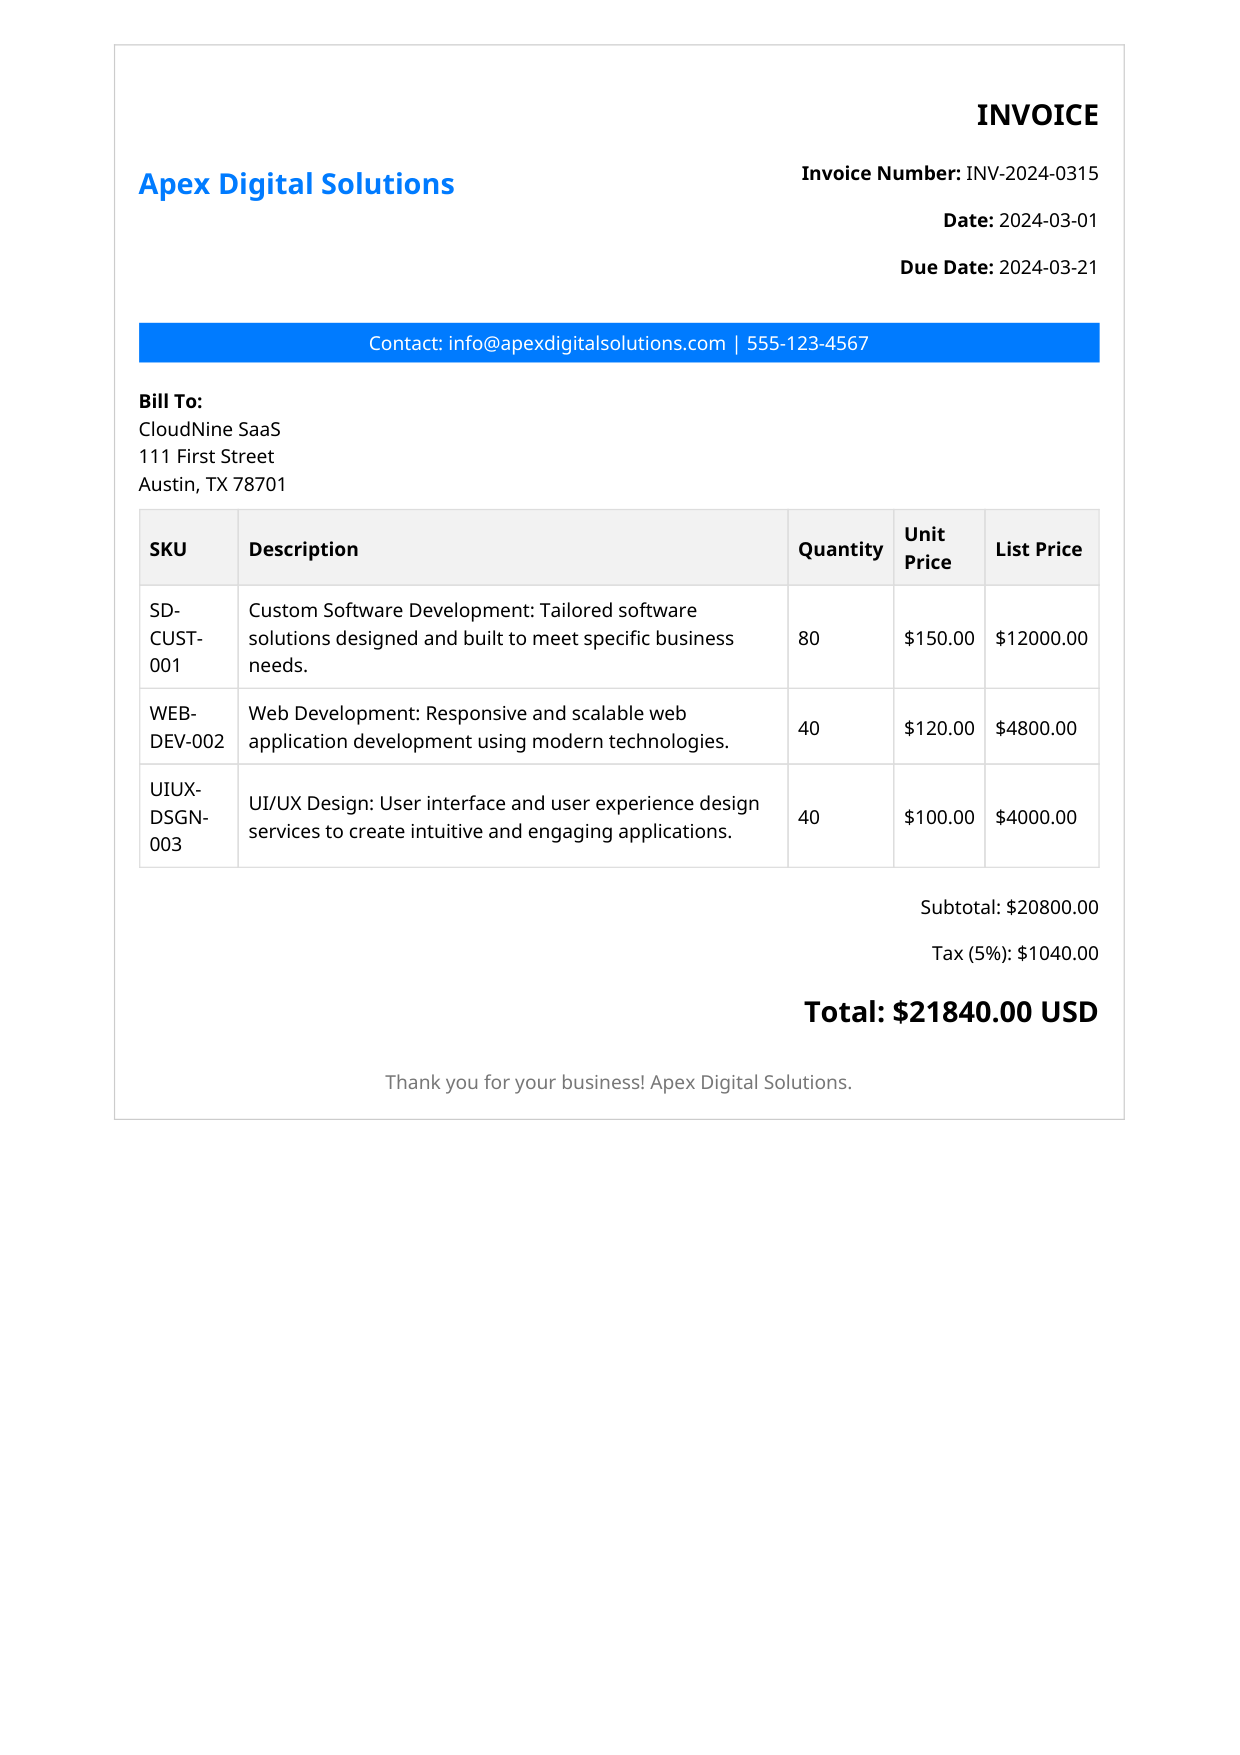 INVOICE
Apex Digital Solutions
Invoice Number: INV-2024-0315
Date: 2024-03-01
Due Date: 2024-03-21
Contact: info@apexdigitalsolutions.com | 555-123-4567
Bill To:
CloudNine SaaS
111 First Street
Austin, TX 78701
SKU Description Quantity Unit Price List Price
SD-
CUST-
001
Custom Software Development: Tailored software
solutions designed and built to meet specific business
needs.
80 $150.00 $12000.00
WEB-
DEV-002
Web Development: Responsive and scalable web
application development using modern technologies.
40 $120.00 $4800.00
UIUX-
DSGN-
003
UI/UX Design: User interface and user experience design
services to create intuitive and engaging applications.
40 $100.00 $4000.00
Subtotal: $20800.00
Tax (5%): $1040.00
Total: $21840.00 USD
Thank you for your business! Apex Digital Solutions.